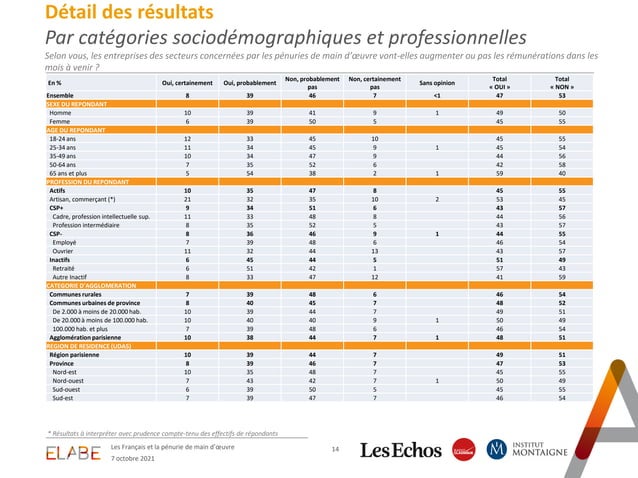 Détail des résultats
Par catégories sociodémographiques et professionnelles
Selon vous, les entreprises des secteurs concernées par les pénuries de main d'œuvre vont-elles augmenter ou pas les rémunérations dans les
mois à venir ?
En % Oui, certainement Oui, probablement Non, probablement pas Non, certainement pas Sans opinion Total « OUI » Total « NON »
Ensemble 8 39 46 7 <1 47 53
SEXE DU REPONDANT
Homme 10 39 41 9 1 49 50
Femme 6 39 50 5 45 55
AGE DU REPONDANT
18-24 ans 12 33 45 10 45 55
25-34 ans 11 34 45 9 1 45 54
35-49 ans 10 34 47 9 44 56
50-64 ans 7 35 52 6 42 58
65 ans et plus 5 54 38 2 1 59 40
PROFESSION DU REPONDANT
Actifs 10 35 47 8 45 55
Artisan, commerçant (*) 21 32 35 10 2 53 45
CSP+ 9 34 51 6 43 57
Cadre, profession intellectuelle sup. 11 33 48 8 44 56
Profession intermédiaire 8 35 52 5 43 57
CSP- 8 36 46 9 1 44 55
Employé 7 39 48 6 46 54
Ouvrier 11 32 44 13 43 57
Inactifs 6 45 44 5 51 49
Retraité 6 51 42 1 57 43
Autre Inactif 8 33 47 12 41 59
CATEGORIE D'AGGLOMERATION
Communes rurales 7 39 48 6 46 54
Communes urbaines de province 8 40 45 7 48 52
De 2.000 à moins de 20.000 hab. 10 39 44 7 49 51
De 20.000 à moins de 100.000 hab. 10 40 40 9 1 50 49
100.000 hab. et plus 7 39 48 6 46 54
Agglomération parisienne 10 38 44 7 1 48 51
REGION DE RESIDENCE (UDA5)
Région parisienne 10 39 44 7 49 51
Province 8 39 46 7 47 53
Nord-est 10 35 48 7 45 55
Nord-ouest 7 43 42 7 1 50 49
Sud-ouest 6 39 50 5 45 55
Sud-est 7 39 47 7 46 54
* Résultats à interpréter avec prudence compte-tenu des effectifs de répondants
ELABE
Les Français et la pénurie de main d'œuvre
7 octobre 2021
14
Les Echos
RADIO CLASSIQUE
M
INSTITUT
MONTAIGNE